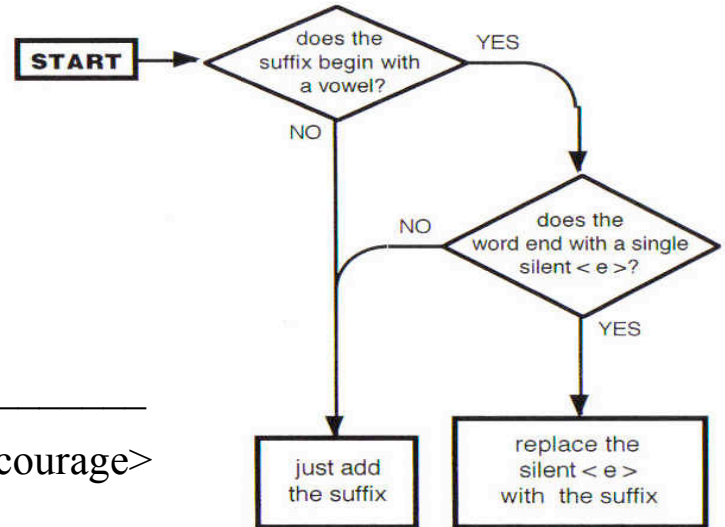 START
does the
suffix begin with
a vowel?
YES
NO
does the
word end with a single
silent < e >?
NO
YES
just add
the suffix
replace the
silent < e >
with the suffix
courage>